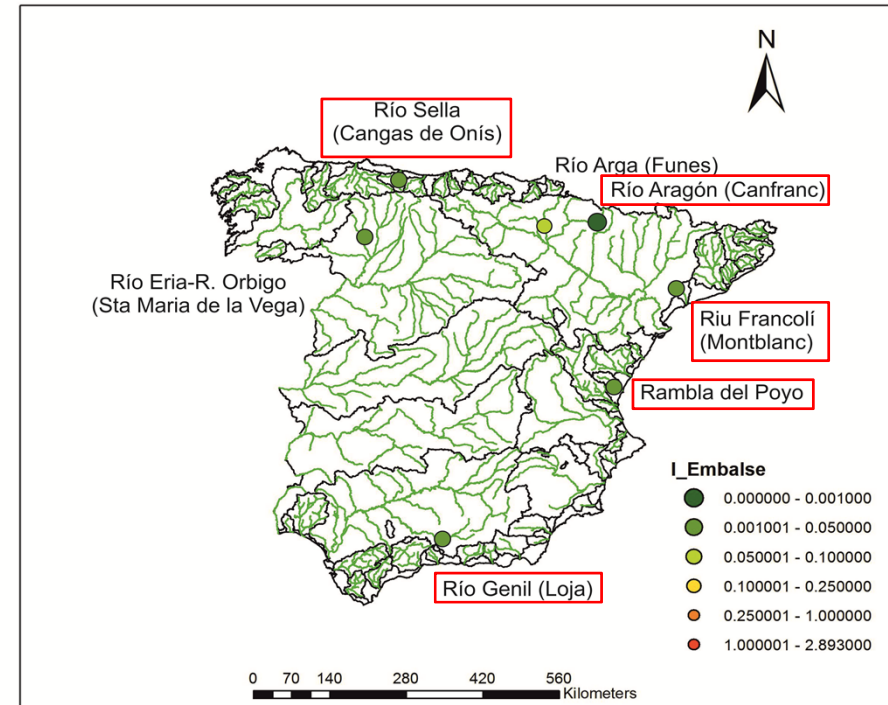 N
Río Sella
(Cangas de Onís)
Río Arga (Funes)
Río Aragón (Canfranc)
Río Eria-R. Orbigo
(Sta Maria de la Vega)
Riu Francolí
(Montblanc)
Rambla del Poyo
Río Genil (Loja)
I_Embalse
0.000000 - 0.001000
0.001001 - 0.050000
0.050001 - 0.100000
0.100001 - 0.250000
0.250001 - 1.000000
1.000001 - 2.893000
0 70 140 280 420 560
Kilometers